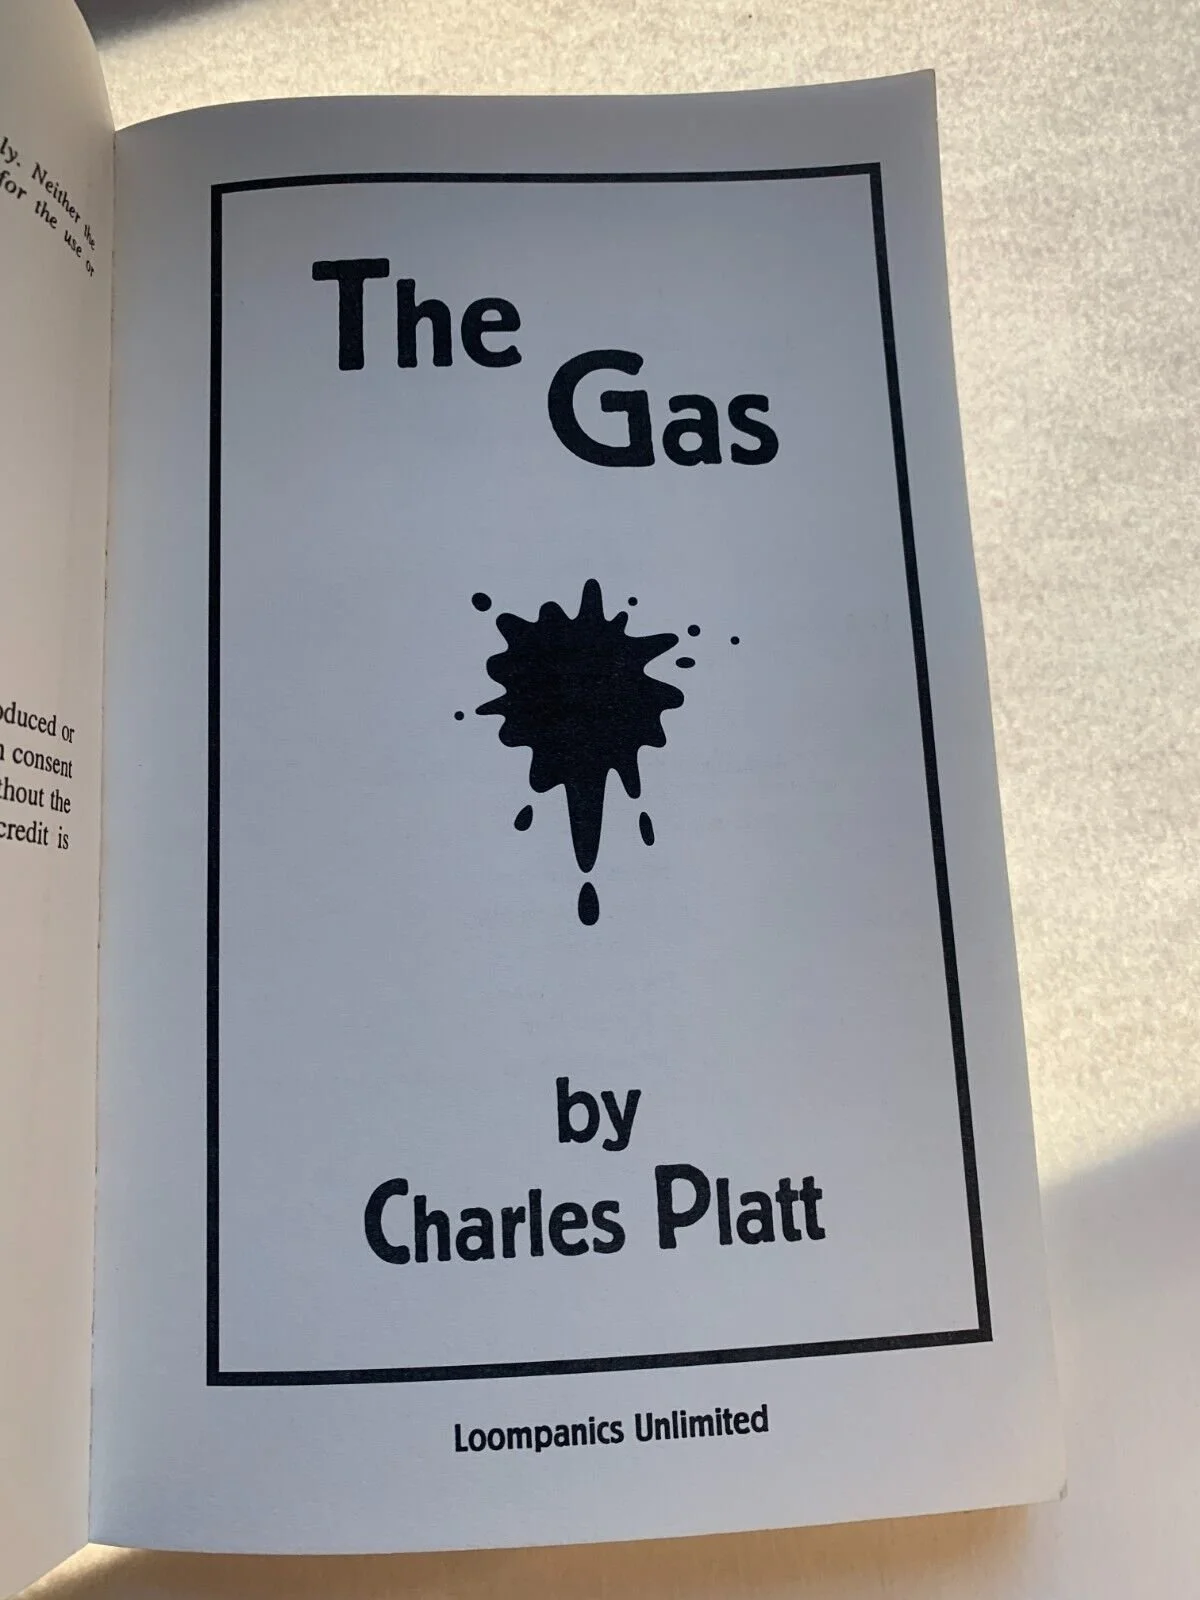 ly. Neither the
for the use or
oduced or
n consent
thout the
credit is
The
Gas
by
Charles Platt
Loompanics Unlimited